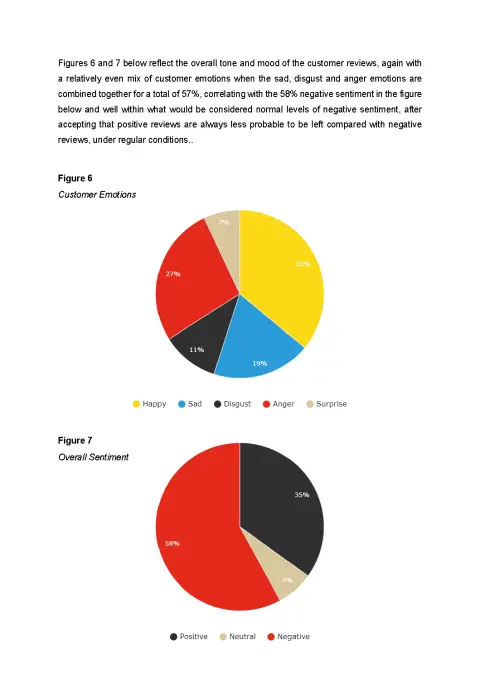 Figures 6 and 7 below reflect the overall tone and mood of the customer reviews, again with
a relatively even mix of customer emotions when the sad, disgust and anger emotions are
combined together for a total of 57%, correlating with the 58% negative sentiment in the figure
below and well within what would be considered normal levels of negative sentiment, after
accepting that positive reviews are always less probable to be left compared with negative
reviews, under regular conditions..
Figure 6
Customer Emotions
7%
36%
27%
11%
19%
Happy Sad Disgust Anger Surprise
Figure 7
Overall Sentiment
35%
58%
7%
Positive Neutral Negative